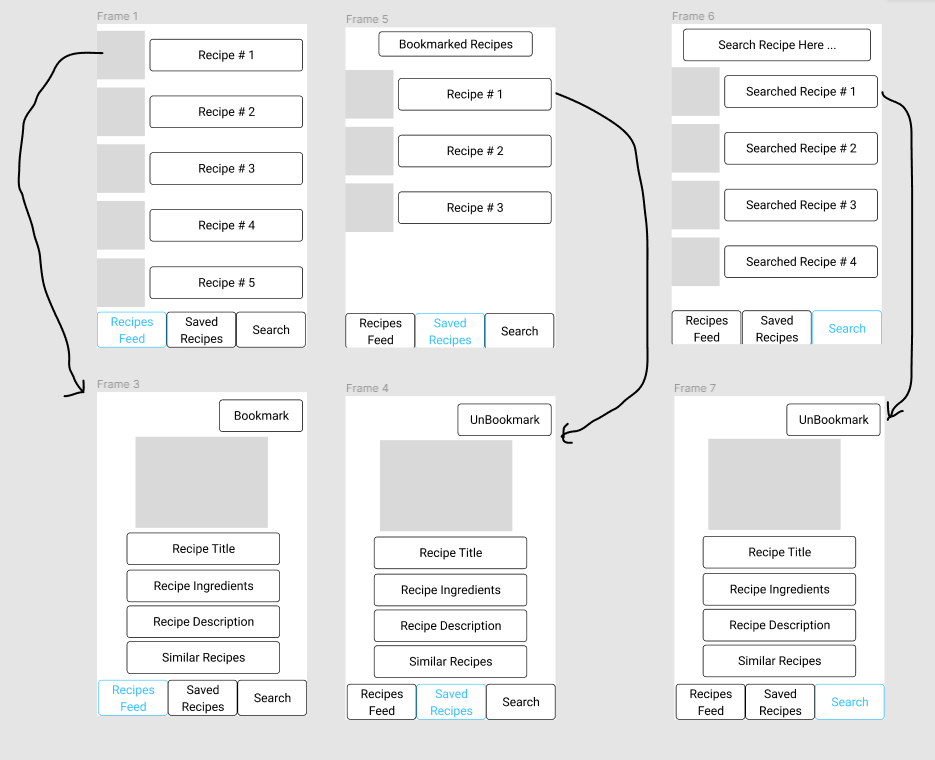 Frame 1
Recipe # 1
Recipe # 2
Recipe # 3
Recipe # 4
Recipe # 5
Recipes
Feed
Saved
Recipes
Search
Frame 5
Bookmarked Recipes
Recipe # 1
Recipe # 2
Recipe # 3
Recipes
Feed
Saved
Recipes
Search
Frame 6
Search Recipe Here ...
Searched Recipe # 1
Searched Recipe # 2
Searched Recipe # 3
Searched Recipe # 4
Recipes
Feed
Saved
Recipes
Search
Frame 3
Bookmark
Recipe Title
Recipe Ingredients
Recipe Description
Similar Recipes
Recipes
Feed
Saved
Recipes
Search
Frame 4
UnBookmark
Recipe Title
Recipe Ingredients
Recipe Description
Similar Recipes
Recipes
Feed
Saved
Recipes
Search
Frame 7
UnBookmark
Recipe Title
Recipe Ingredients
Recipe Description
Similar Recipes
Recipes
Feed
Saved
Recipes
Search